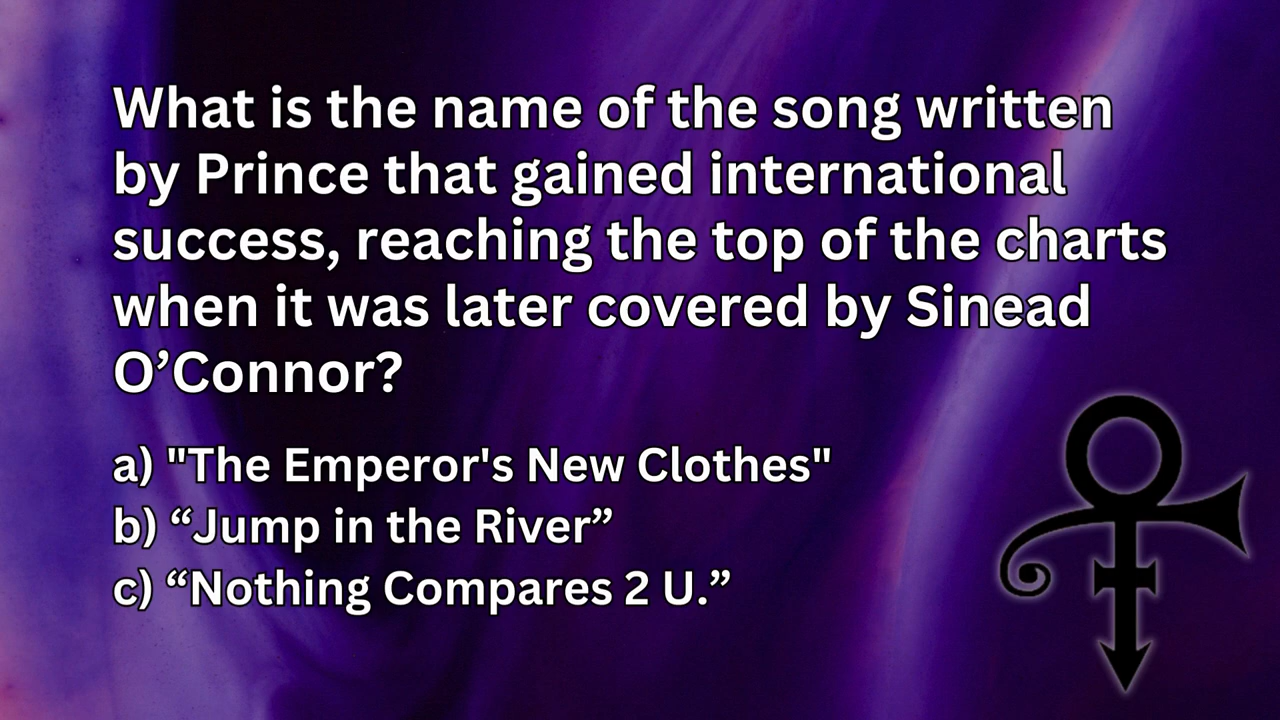 What is the name of the song written
by Prince that gained international
success, reaching the top of the charts
when it was later covered by Sinead
O’Connor?
a) "The Emperor's New Clothes"
b) “Jump in the River”
c) “Nothing Compares 2 U.”